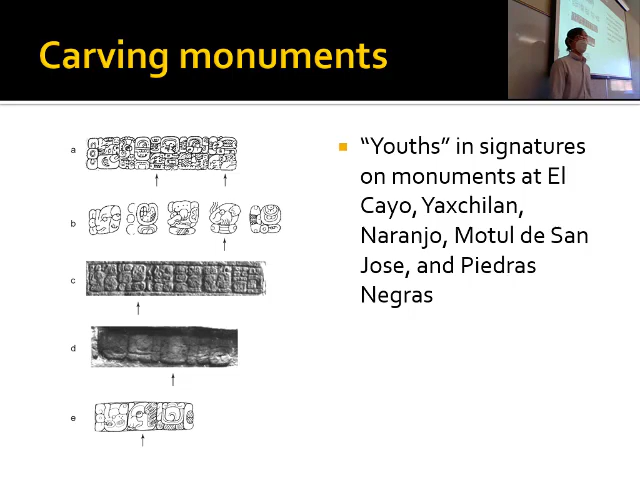 Carving monuments
a
b
c
d
e
“Youths” in signatures
on monuments at El
Cayo, Yaxchilan,
Naranjo, Motul de San
Jose, and Piedras
Negras